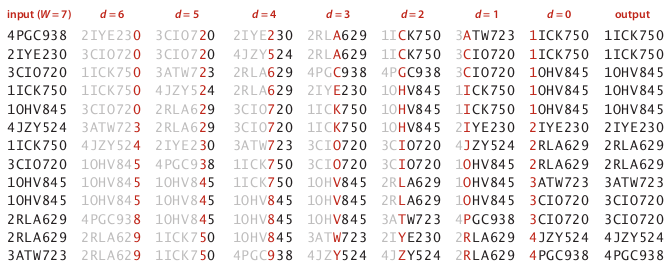 input (W = 7) d = 6 d = 5 d = 4 d = 3 d = 2 d = 1 d = 0 output
4PGC938 2IYE230 3CIO720 2IYE230 2RLA629 1ICK750 3ATW723 1ICK750 1ICK750
2IYE230 3CIO720 3CIO720 4JZY524 2RLA629 1ICK750 3CIO720 1ICK750 1ICK750
3CIO720 1ICK750 3ATW723 2RLA629 4PGC938 4PGC938 3CIO720 1OHV845 1OHV845
1ICK750 1ICK750 4JZY524 2RLA629 2IYE230 1OHV845 1ICK750 1OHV845 1OHV845
1OHV845 3CIO720 2RLA629 3CIO720 1ICK750 1OHV845 1ICK750 1OHV845 1OHV845
4JZY524 3ATW723 2RLA629 3CIO720 1ICK750 1OHV845 2IYE230 2IYE230 2IYE230
1ICK750 4JZY524 2IYE230 3ATW723 3CIO720 3CIO720 4JZY524 2RLA629 2RLA629
3CIO720 1OHV845 4PGC938 1ICK750 3CIO720 3CIO720 1OHV845 2RLA629 2RLA629
1OHV845 1OHV845 1OHV845 1ICK750 1OHV845 2RLA629 1OHV845 3ATW723 3ATW723
1OHV845 1OHV845 1OHV845 1OHV845 1OHV845 2RLA629 1OHV845 3CIO720 3CIO720
2RLA629 4PGC938 1OHV845 1OHV845 1OHV845 3ATW723 4PGC938 3CIO720 3CIO720
2RLA629 2RLA629 1ICK750 1OHV845 3ATW723 2IYE230 2RLA629 4JZY524 4JZY524
3ATW723 2RLA629 1ICK750 4PGC938 4JZY524 4JZY524 2RLA629 4PGC938 4PGC938